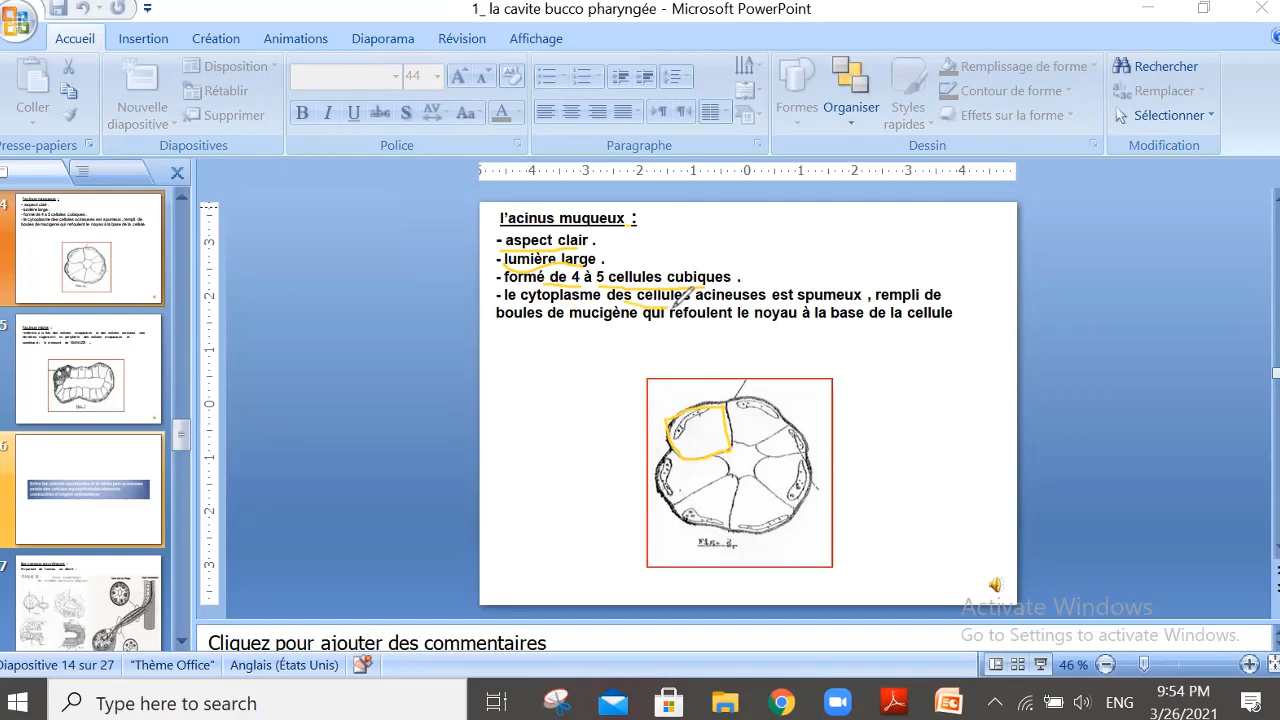 1_ la cavite bucco pharyngée - Microsoft PowerPoint
Accueil Insertion Création Animations Diaporama Révision Affichage
Coller
Nouvelle diapositive
Disposition
Rétablir
Supprimer
44
Formes
Organiser
Styles rapides
Remplissage de forme
Contour de forme
Effets sur la forme
Rechercher
Remplacer
Sélectionner
Presse-papiers Diapositives Police Paragraphe Dessin Modification
l'acinus muqueux :
- aspect clair .
- lumière large .
- formé de 4 à 5 cellules cubiques .
- le cytoplasme des cellules acineuses est spumeux , rempli de
boules de mucigène qui refoulent le noyau à la base de la cellule
Activate Windows
Go to Settings to activate Windows.
Cliquez pour ajouter des commentaires
Diapositive 14 sur 27 "Thème Office" Anglais (États Unis) 46 %
Type here to search
ENG
9:54 PM
3/26/2021